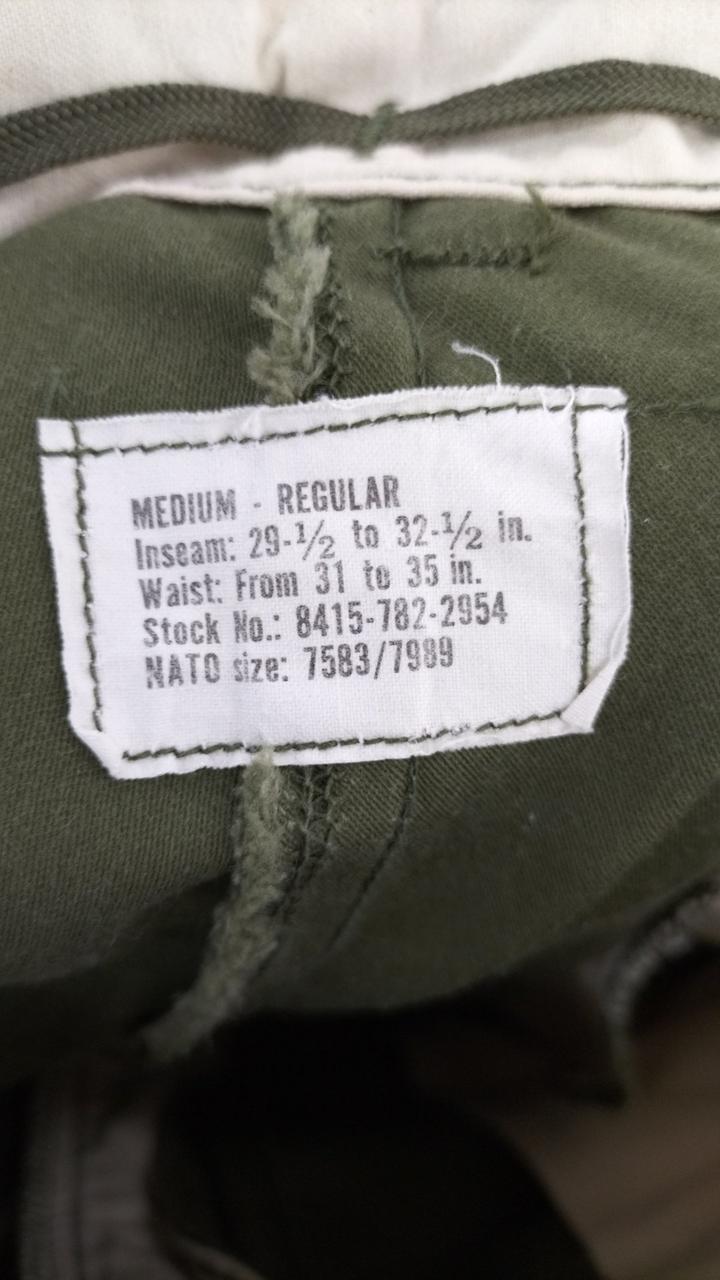 MEDIUM - REGULAR
Inseam: 29-1/2 to 32-1/2 in.
Waist: From 31 to 35 in.
Stock No.: 8415-782-2954
NATO size: 7583/7989